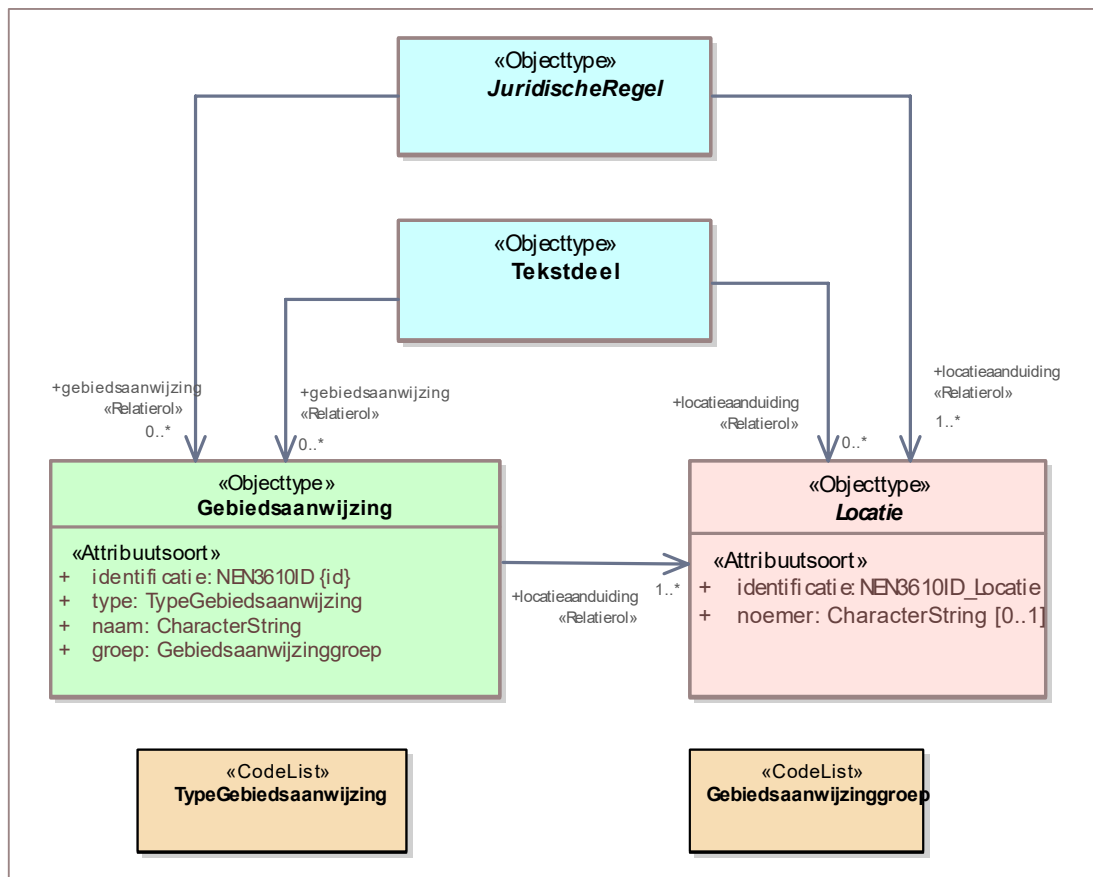 «Objecttype»
JuridischeRegel
«Objecttype»
Tekstdeel
+gebiedsaanwijzing
«Relatierol»
0..*
+gebiedsaanwijzing
«Relatierol»
0..*
+locatieaanduiding
«Relatierol»
0..*
+locatieaanduiding
«Relatierol»
1..*
«Objecttype»
Gebiedsaanwijzing
«Attribuutsoort»
+ identificatie: NEN3610ID {id}
+ type: TypeGebiedsaanwijzing
+ naam: CharacterString
+ groep: Gebiedsaanwijzinggroep
+locatieaanduiding
«Relatierol»
1..*
«Objecttype»
Locatie
«Attribuutsoort»
+ identificatie: NEN3610ID_Locatie
+ noemer: CharacterString [0..1]
«CodeList»
TypeGebiedsaanwijzing
«CodeList»
Gebiedsaanwijzinggroep